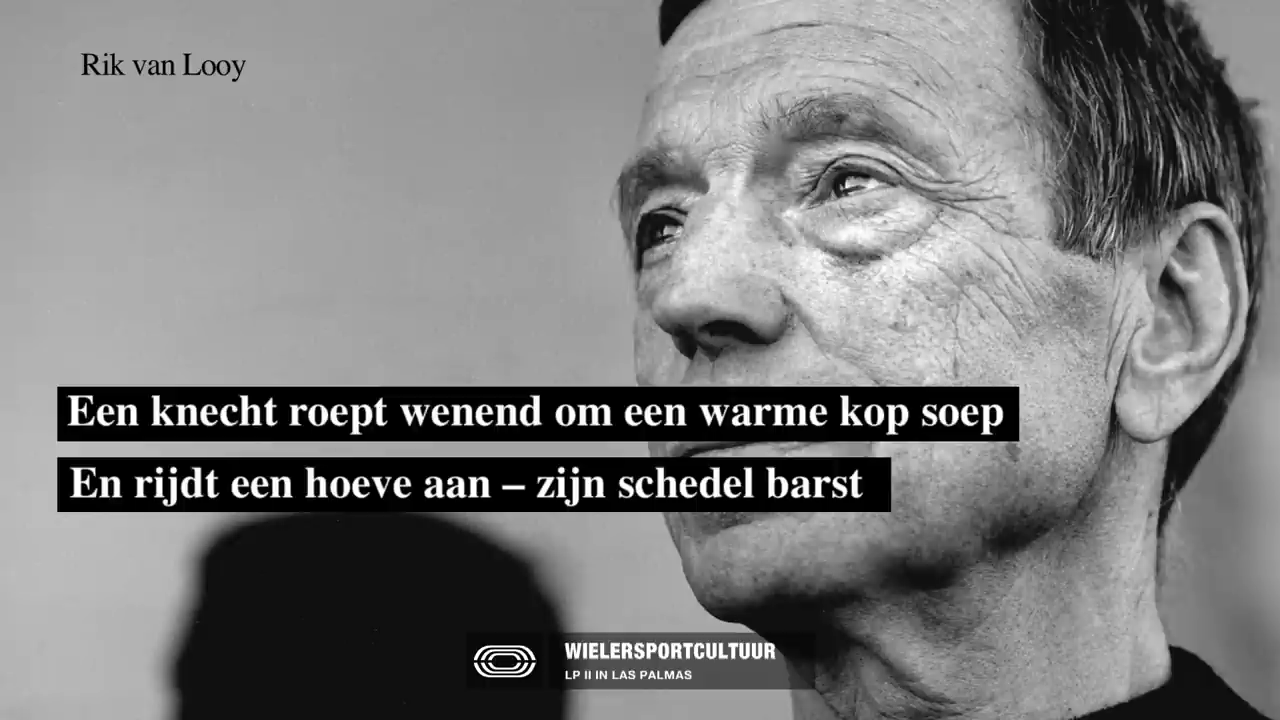 Rik van Looy
Een knecht roept wenend om een warme kop soep
En rijdt een hoeve aan – zijn schedel barst
WIELERSPORTCULTUUR
LP II IN LAS PALMAS